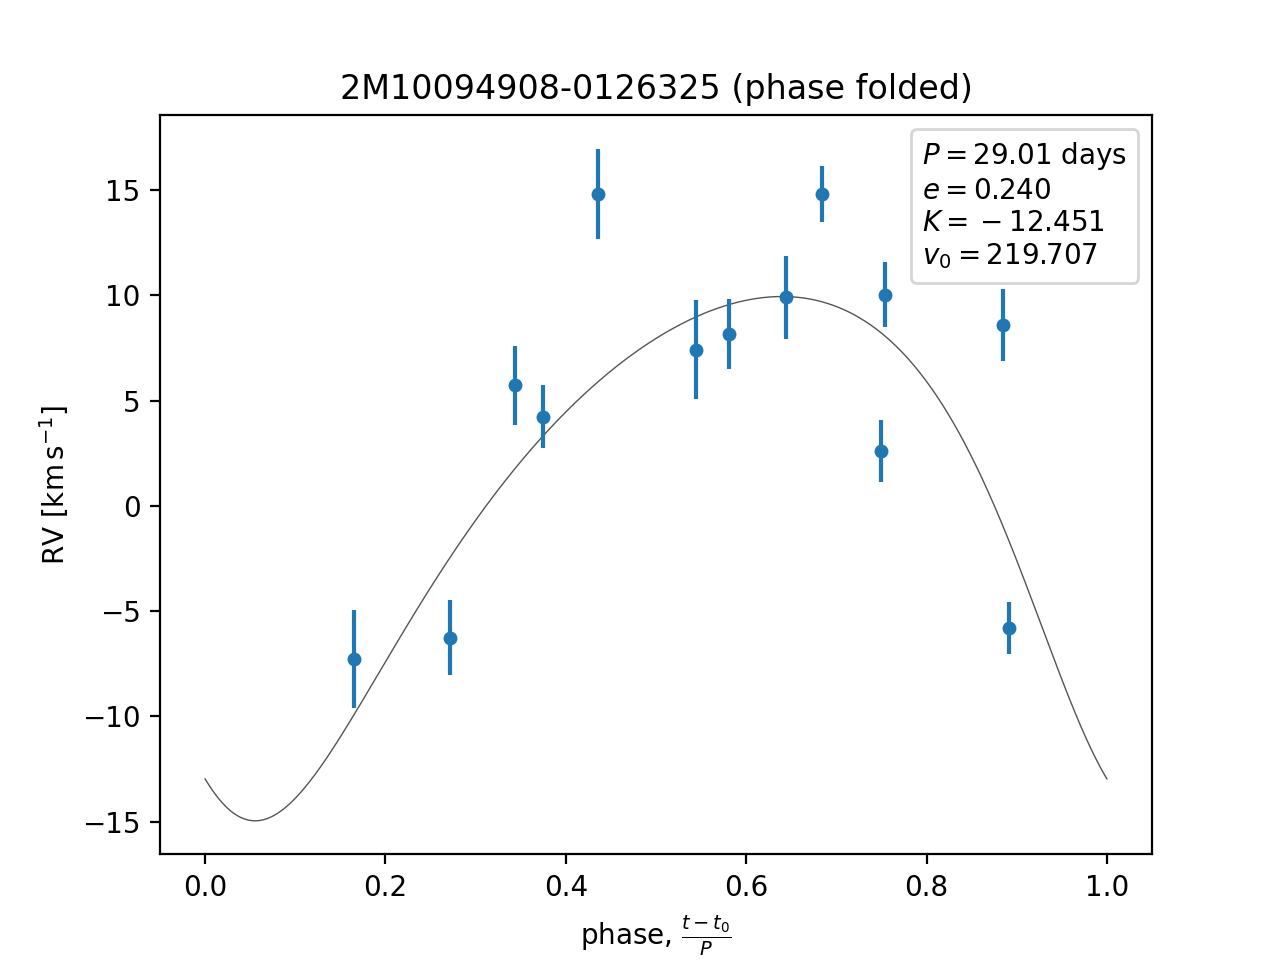 2M10094908-0126325 (phase folded)
P = 29.01 days
e = 0.240
K = −12.451
v₀ = 219.707
RV [km s⁻¹]
15
10
5
0
−5
−10
−15
0.0 0.2 0.4 0.6 0.8 1.0
phase, (t − t₀)/P